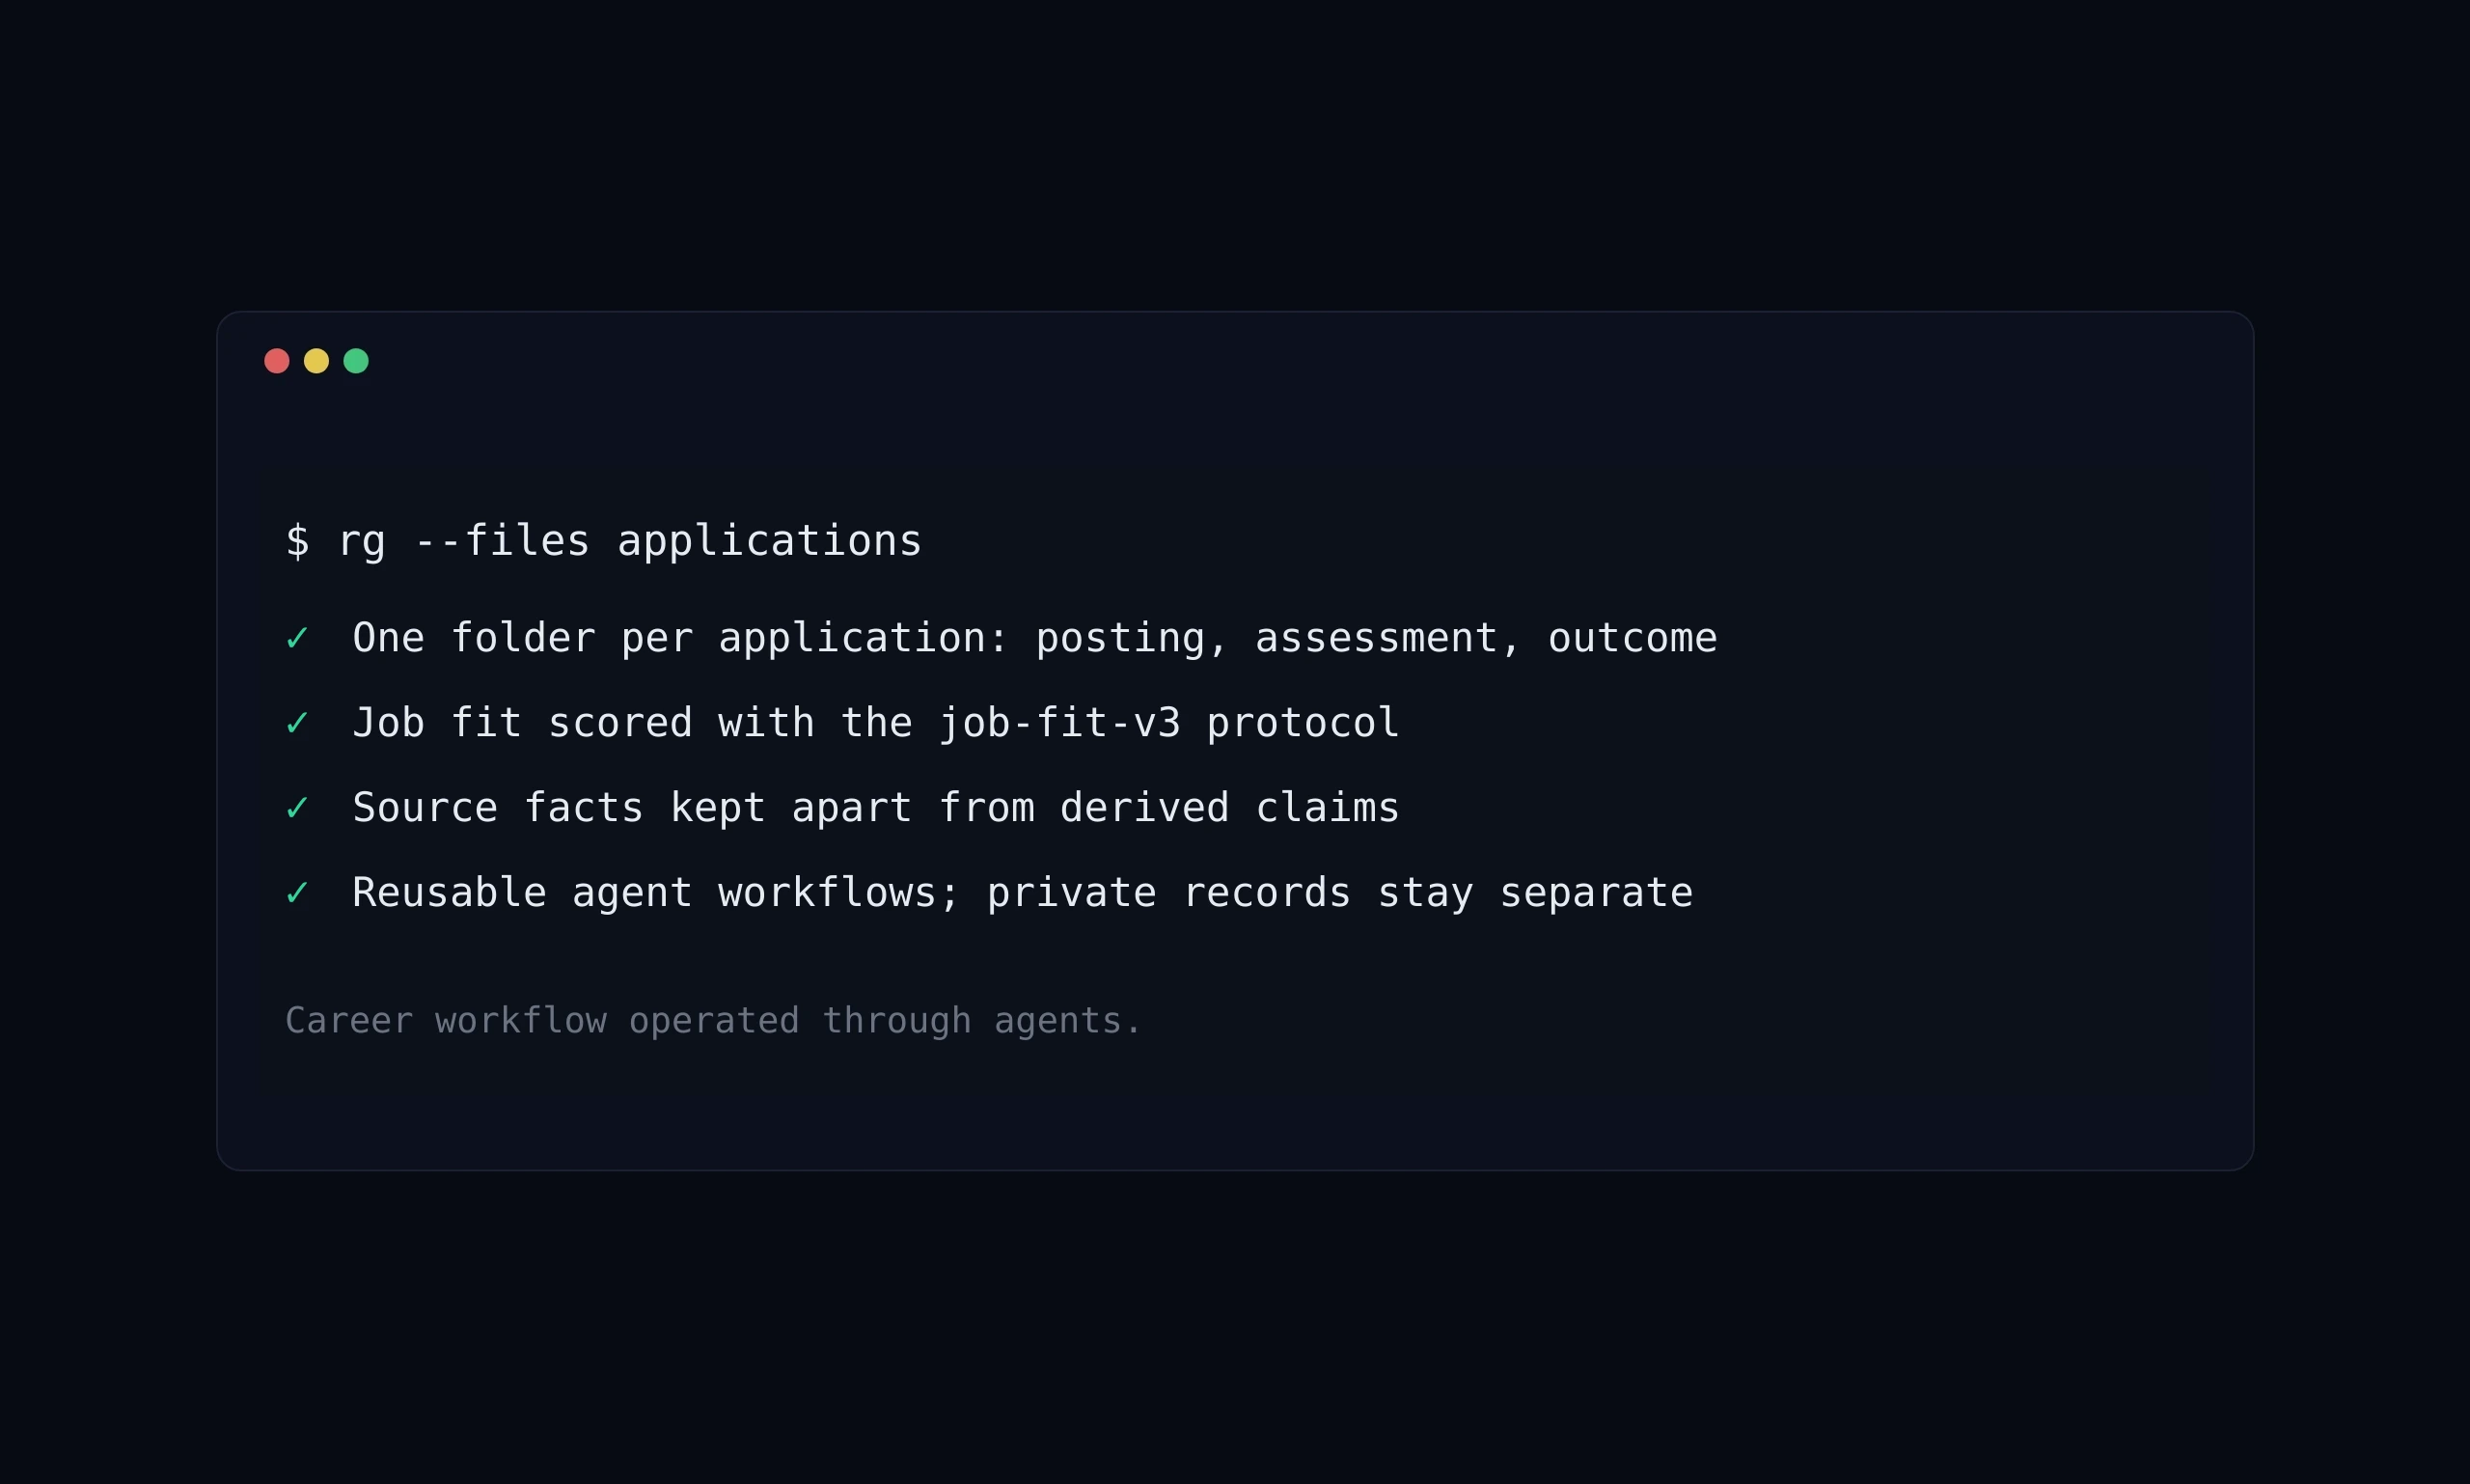 $ rg --files applications
✓ One folder per application: posting, assessment, outcome
✓ Job fit scored with the job-fit-v3 protocol
✓ Source facts kept apart from derived claims
✓ Reusable agent workflows; private records stay separate
Career workflow operated through agents.